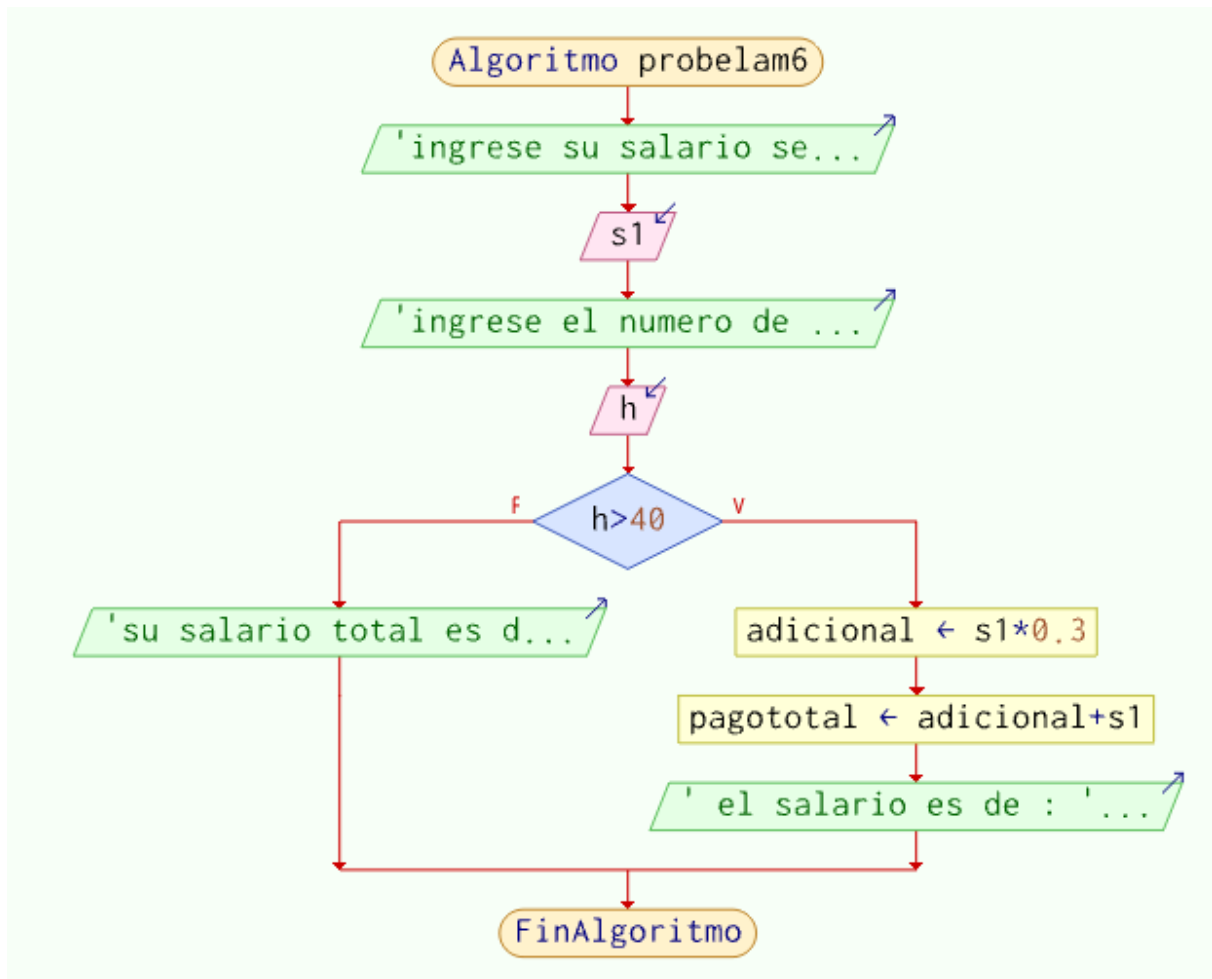 Algoritmo probelam6
'ingrese su salario se...
s1
'ingrese el numero de ...
h
h>40
F
V
'su salario total es d...
adicional ← s1*0.3
pagototal ← adicional+s1
' el salario es de : '...
FinAlgoritmo